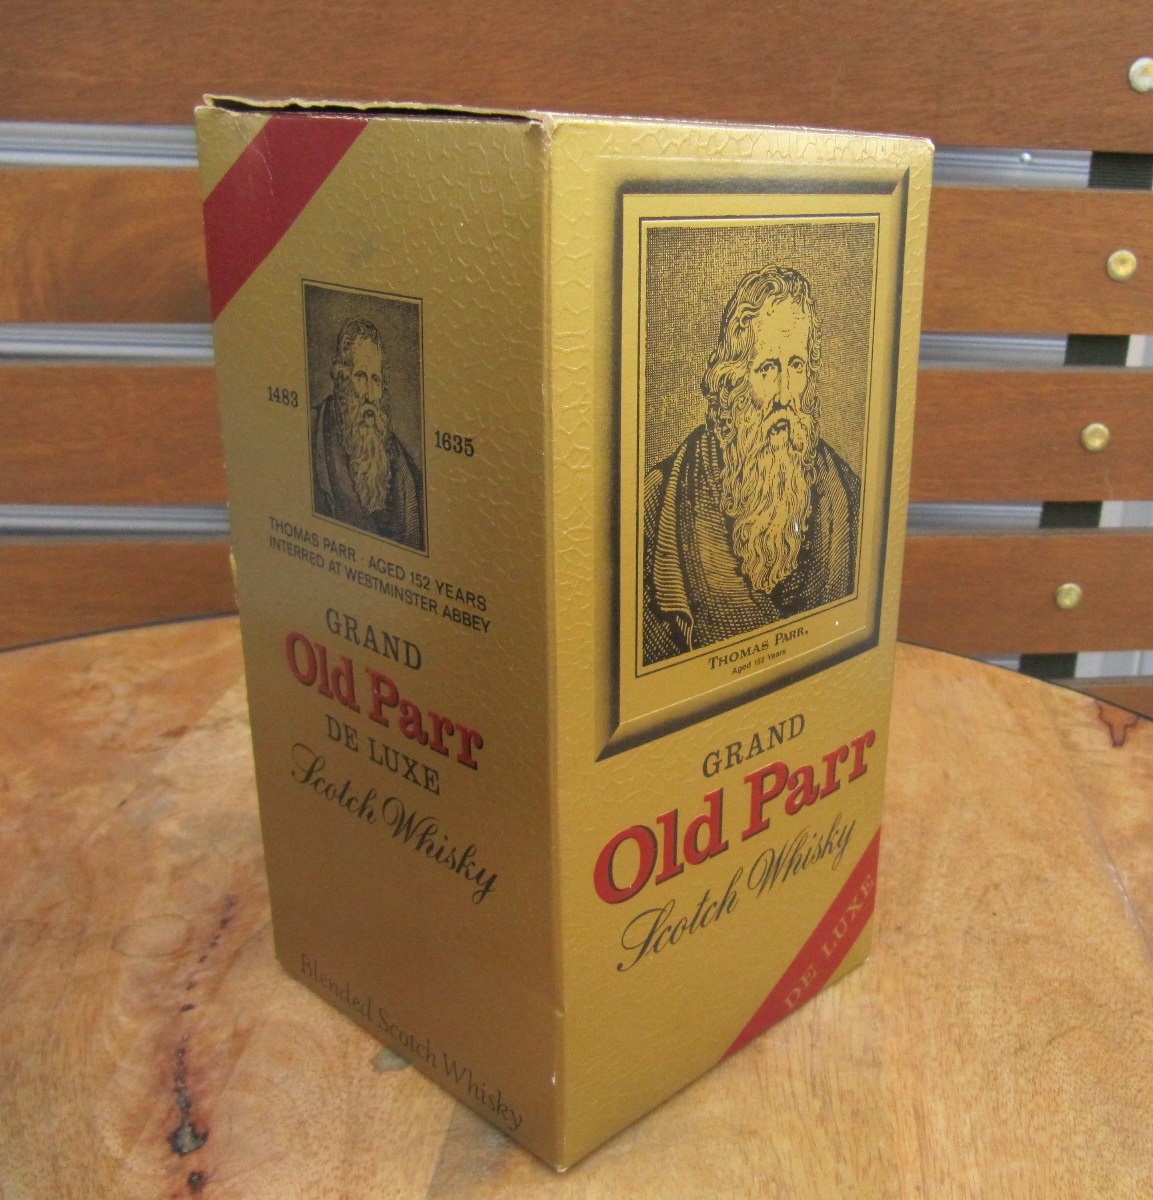 1483
1635
THOMAS PARR · AGED 152 YEARS
INTERRED AT WESTMINSTER ABBEY
GRAND
Old Parr
DE LUXE
Scotch Whisky
Blended Scotch Whisky
THOMAS PARR.
Aged 152 Years
GRAND
Old Parr
Scotch Whisky
DE LUXE